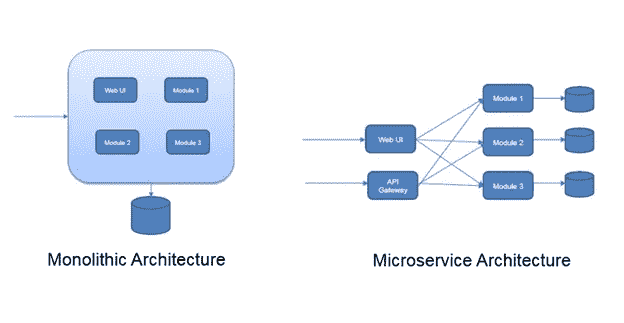 Web UI
Module 1
Module 2
Module 3
Monolithic Architecture
Web UI
API
Gateway
Module 1
Module 2
Module 3
Microservice Architecture